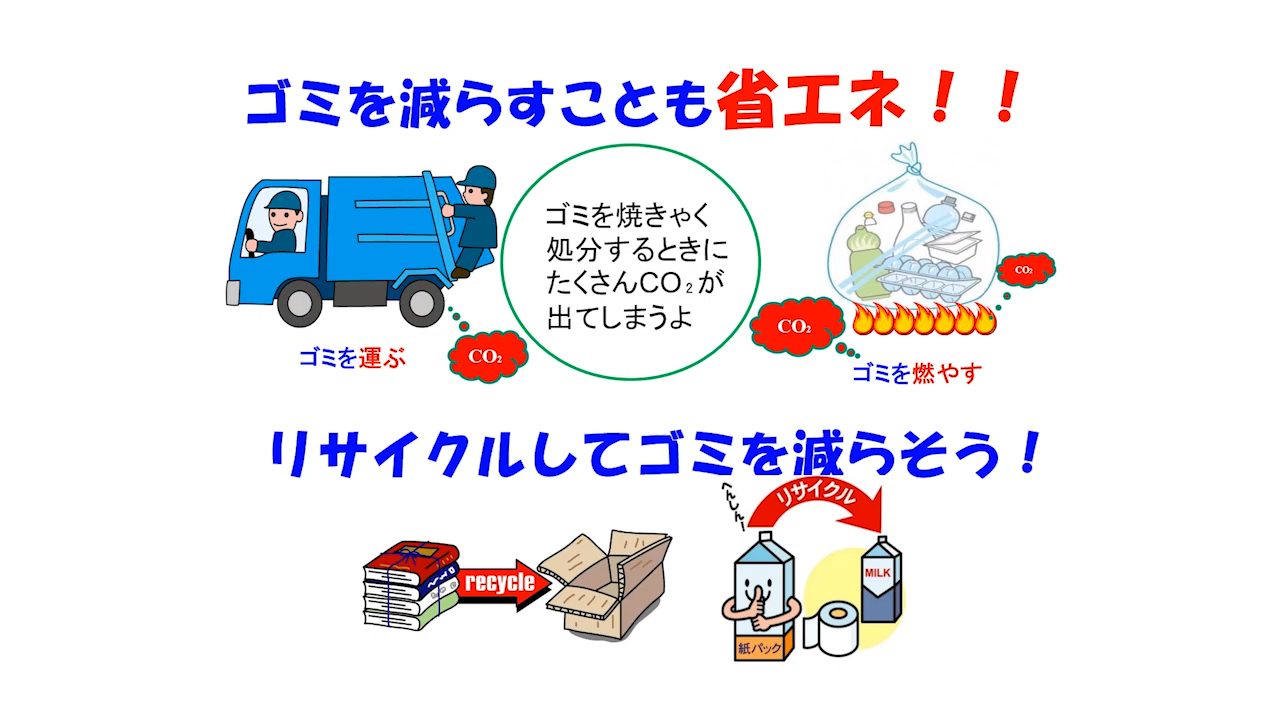 ゴミを減らすことも省エネ！！
ゴミを焼きゃく
処分するときに
たくさんCO₂が
出てしまうよ
CO₂
CO₂
CO₂
ゴミを運ぶ
ゴミを燃やす
リサイクルしてゴミを減らそう！
へんしんー
リサイクル
recycle
MILK
紙パック